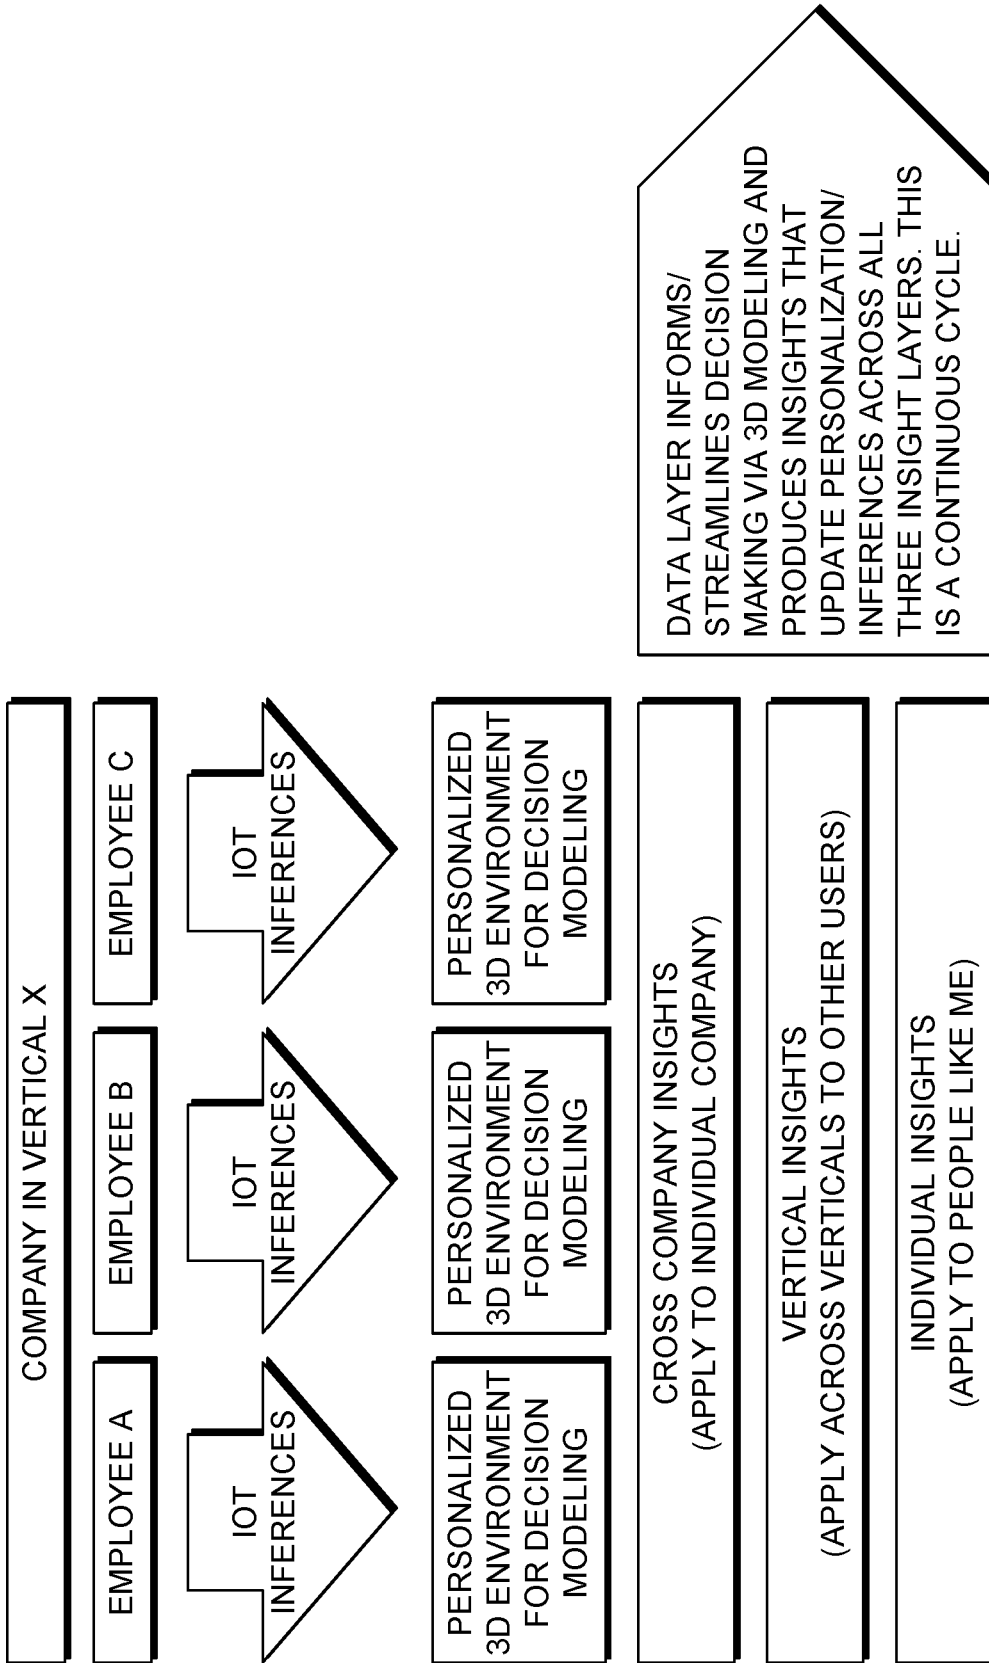 COMPANY IN VERTICAL X
EMPLOYEE A
EMPLOYEE B
EMPLOYEE C
IOT
INFERENCES
IOT
INFERENCES
IOT
INFERENCES
PERSONALIZED
3D ENVIRONMENT
FOR DECISION
MODELING
PERSONALIZED
3D ENVIRONMENT
FOR DECISION
MODELING
PERSONALIZED
3D ENVIRONMENT
FOR DECISION
MODELING
CROSS COMPANY INSIGHTS
(APPLY TO INDIVIDUAL COMPANY)
VERTICAL INSIGHTS
(APPLY ACROSS VERTICALS TO OTHER USERS)
INDIVIDUAL INSIGHTS
(APPLY TO PEOPLE LIKE ME)
DATA LAYER INFORMS/
STREAMLINES DECISION
MAKING VIA 3D MODELING AND
PRODUCES INSIGHTS THAT
UPDATE PERSONALIZATION/
INFERENCES ACROSS ALL
THREE INSIGHT LAYERS. THIS
IS A CONTINUOUS CYCLE.